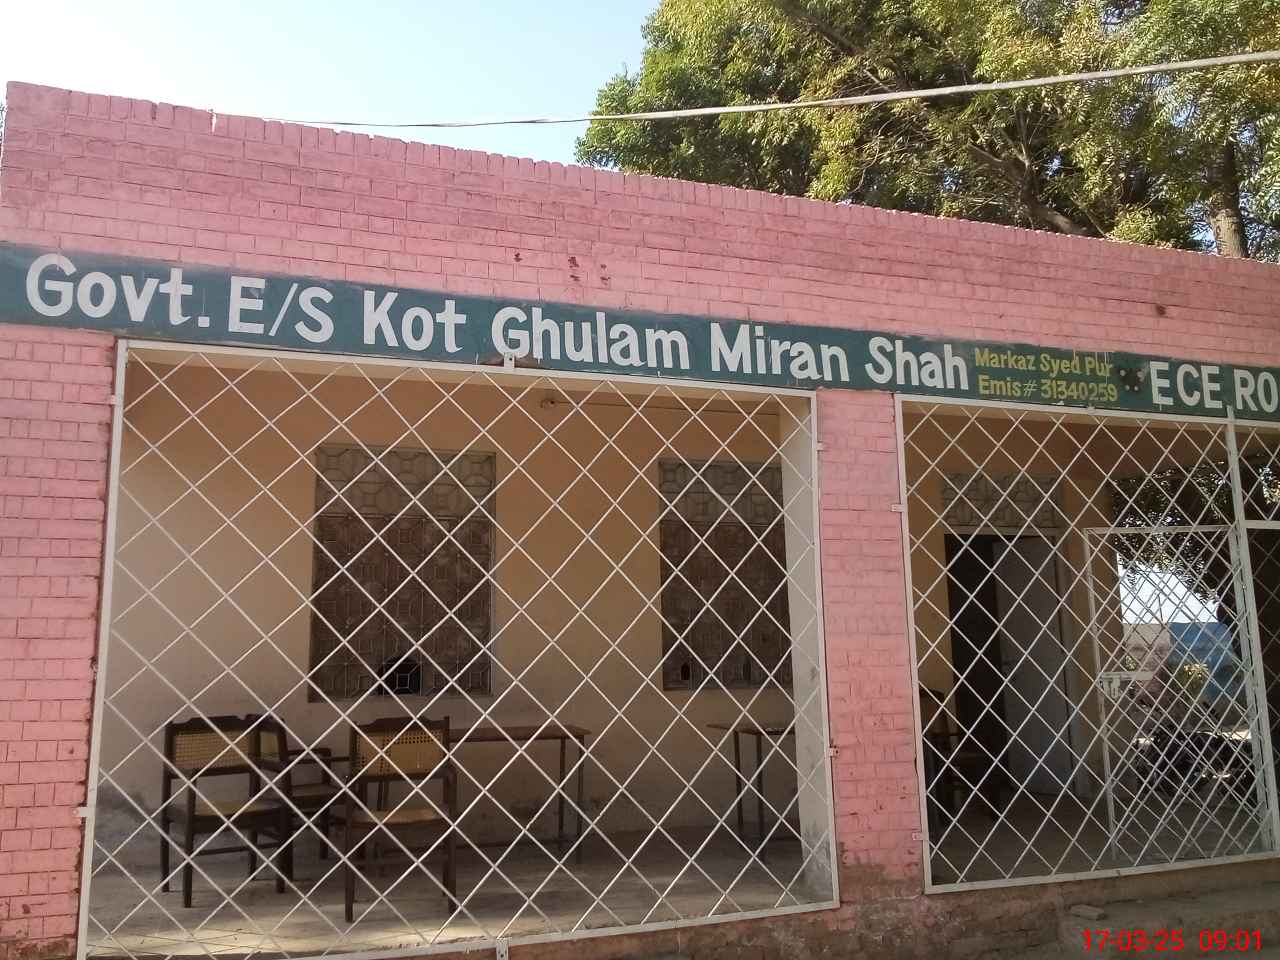 Govt. E/S Kot Ghulam Miran Shah
Markaz Syed Pur
Emis# 31340259
ECE RO
17-03-25 09:01